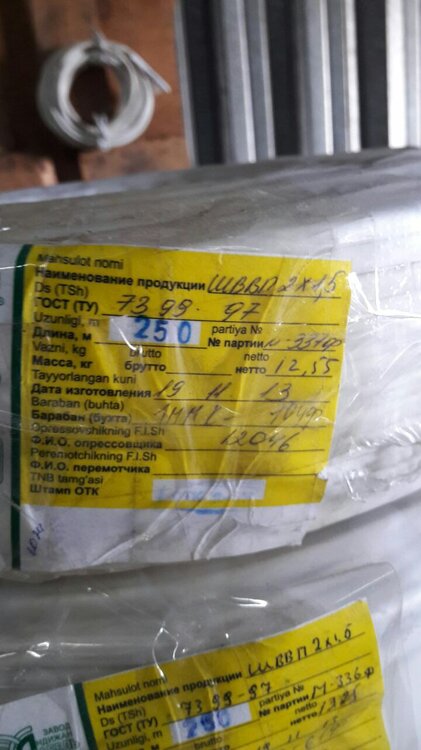 Mahsulot nomi
Наименование продукции ШВВП 2х1,5
Ds (TSh)
ГОСТ (ТУ) 7399-97
Uzunligi, m partiya №
Длина, м 250 № партии
Vazni, kg brutto netto
Масса, кг брутто нетто 12,55
Tayyorlangan kuni
Дата изготовления 19 11 13
Baraban (buhta)
Барабан (бухта)
Opressovshikning F.I.Sh
Ф.И.О. опрессовщика 12046
Peremotchikning F.I.Sh
Ф.И.О. перемотчика
TNB tamg'asi
Штамп ОТК
Mahsulot nomi
Наименование продукции ШВВП 2х1,5
Ds (TSh)
ГОСТ (ТУ) 7399-97
Uzunligi, m partiya №
№ партии М-336Ф
brutto netto